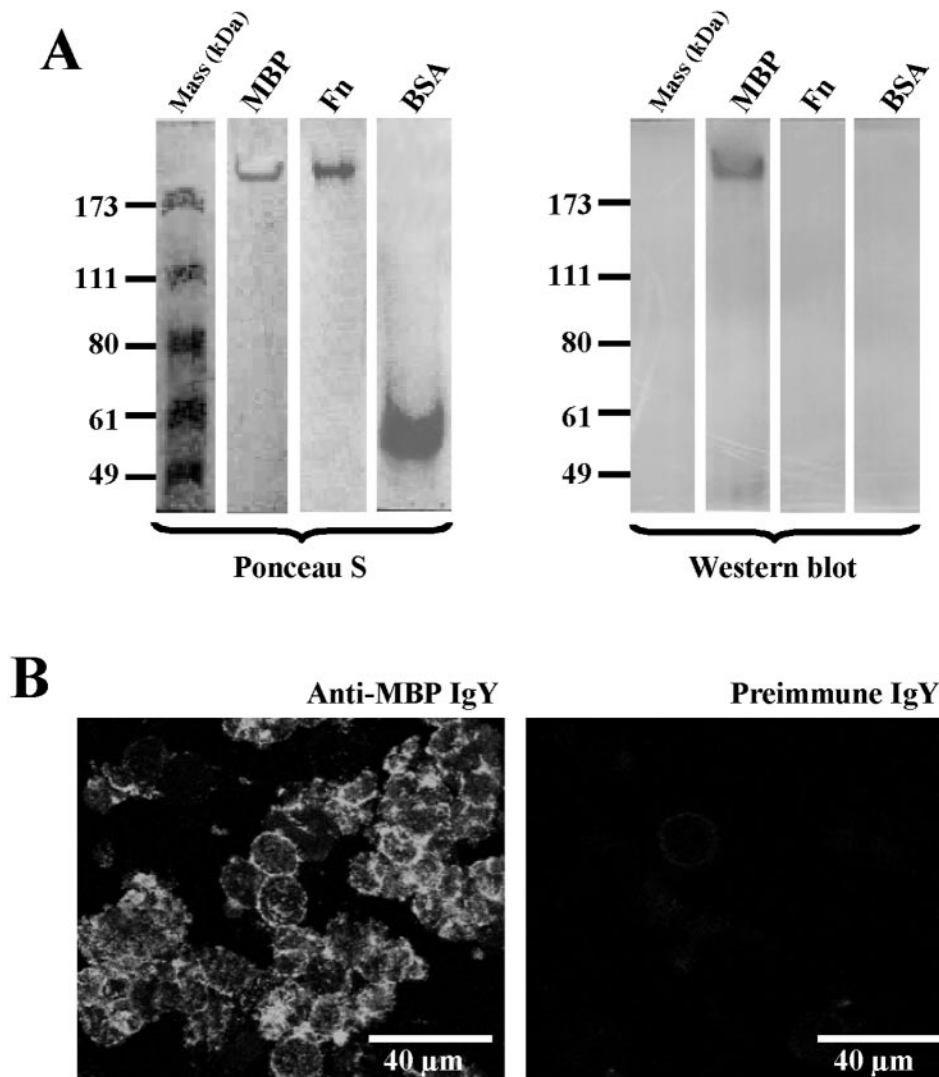 A
Mass (kDa) MBP Fn BSA
173
111
80
61
49
Ponceau S
Mass (kDa) MBP Fn BSA
173
111
80
61
49
Western blot
B
Anti-MBP IgY
40 µm
Preimmune IgY
40 µm